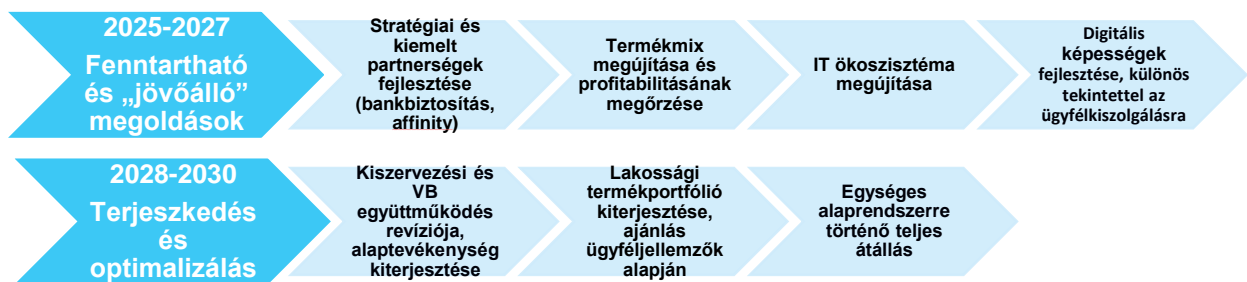 2025-2027
Fenntartható
és „jövőálló”
megoldások
Stratégiai és
kiemelt
partnerségek
fejlesztése
(bankbiztosítás,
affinity)
Termékmix
megújítása és
profitabilitásának
megőrzése
IT ökoszisztéma
megújítása
Digitális
képességek
fejlesztése, különös
tekintettel az
ügyfélkiszolgálásra
2028-2030
Terjeszkedés
és
optimalizálás
Kiszervezési és
VB
együttműködés
revíziója,
alaptevékenység
kiterjesztése
Lakossági
termékportfólió
kiterjesztése,
ajánlás
ügyféljellemzők
alapján
Egységes
alaprendszerre
történő teljes
átállás